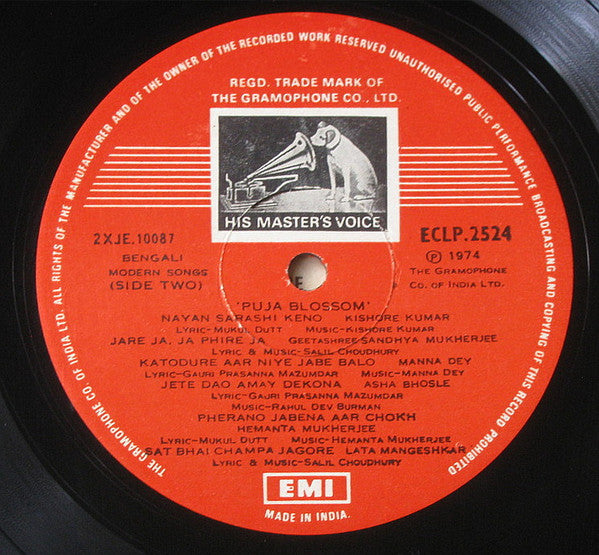 THE GRAMOPHONE CO. OF INDIA LTD. ALL RIGHTS OF THE MANUFACTURER AND OF THE OWNER OF THE RECORDED WORK RESERVED UNAUTHORISED PUBLIC PERFORMANCE BROADCASTING AND COPYING OF THIS RECORD PROHIBITED
REGD. TRADE MARK OF
THE GRAMOPHONE CO., LTD.
HIS MASTER'S VOICE
2XJE.10087
BENGALI
MODERN SONGS
(SIDE TWO)
ECLP.2524
℗ 1974
THE GRAMOPHONE
CO. OF INDIA LTD.
'PUJA BLOSSOM'
NAYAN SARASHI KENO KISHORE KUMAR
LYRIC-MUKUL DUTT MUSIC-KISHORE KUMAR
JARE JA, JA PHIRE JA GEETASHREE SANDHYA MUKHERJEE
LYRIC & MUSIC-SALIL CHOUDHURY
KATODURE AAR NIYE JABE BALO MANNA DEY
LYRIC-GAURI PRASANNA MAZUMDAR MUSIC-MANNA DEY
JETE DAO AMAY DEKONA ASHA BHOSLE
LYRIC-GAURI PRASANNA MAZUMDAR
MUSIC-RAHUL DEV BURMAN
PHERANO JABENA AAR CHOKH
HEMANTA MUKHERJEE
LYRIC-MUKUL DUTT MUSIC-HEMANTA MUKHERJEE
SAT BHAI CHAMPA JAGORE LATA MANGESHKAR
LYRIC & MUSIC-SALIL CHOUDHURY
EMI
MADE IN INDIA.